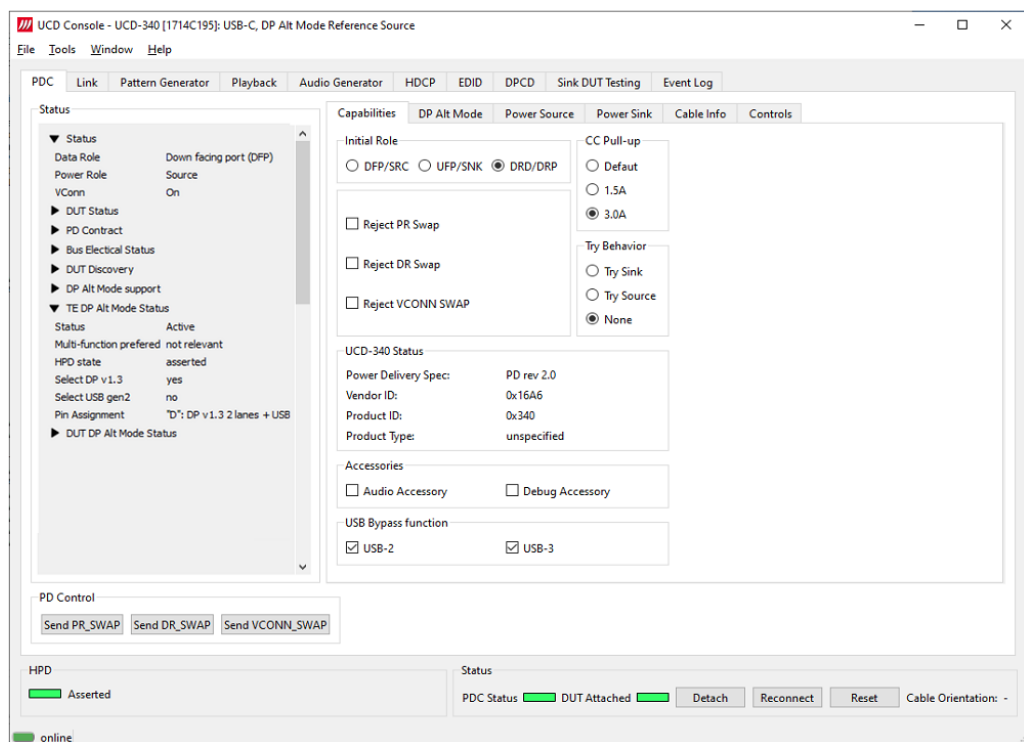 UCD Console - UCD-340 [1714C195]: USB-C, DP Alt Mode Reference Source
File Tools Window Help
PDC Link Pattern Generator Playback Audio Generator HDCP EDID DPCD Sink DUT Testing Event Log
Status
Status
Data Role Down facing port (DFP)
Power Role Source
VConn On
DUT Status
PD Contract
Bus Electical Status
DUT Discovery
DP Alt Mode support
TE DP Alt Mode Status
Status Active
Multi-function prefered not relevant
HPD state asserted
Select DP v1.3 yes
Select USB gen2 no
Pin Assignment "D": DP v1.3 2 lanes + USB
DUT DP Alt Mode Status
Capabilities DP Alt Mode Power Source Power Sink Cable Info Controls
Initial Role
DFP/SRC UFP/SNK DRD/DRP
Reject PR Swap
Reject DR Swap
Reject VCONN SWAP
CC Pull-up
Defaut
1.5A
3.0A
Try Behavior
Try Sink
Try Source
None
UCD-340 Status
Power Delivery Spec: PD rev 2.0
Vendor ID: 0x16A6
Product ID: 0x340
Product Type: unspecified
Accessories
Audio Accessory Debug Accessory
USB Bypass function
USB-2 USB-3
PD Control
Send PR_SWAP Send DR_SWAP Send VCONN_SWAP
HPD
Asserted
Status
PDC Status DUT Attached Detach Reconnect Reset Cable Orientation: -
online